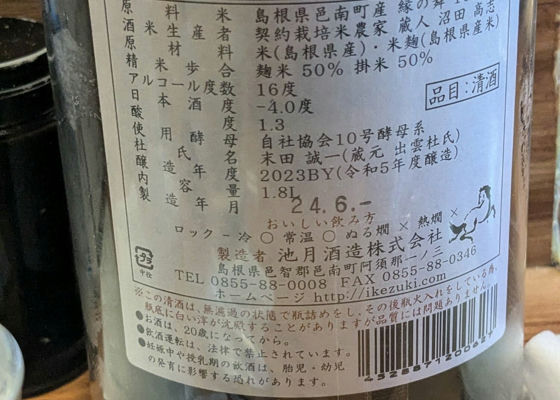 原料米 島根県邑南町産 縁の舞 10
生産者 契約栽培米農家 蔵人 沼田 高志
原材料 米(島根県産)・米麹(島根県産米)
精米歩合 麹米 50% 掛米 50%
アルコール度数 16度
日本酒度 -4.0度
酸度 1.3
使用酵母 自社協会10号酵母系
杜氏名 末田 誠一(蔵元 出雲杜氏)
醸造年度 2023BY(令和5年度醸造)
内容量 1.8L
製造年月 24.6.-
品目:清酒
おいしい飲み方
ロック - 冷 ○ 常温 ○ ぬる燗 × 熱燗 ×
製造者 池月酒造株式会社
島根県邑智郡邑南町阿須那一ノ三
TEL 0855-88-0008 FAX 0855-88-0346
ホームページ http://ikezuki.com/
※この清酒は、無濾過の状態で瓶詰めをし、その後瓶火入れをしている為、
瓶底に白い滓が沈殿することがありますが品質には問題ありません。
●お酒は、20歳になってから。
●飲酒運転は、法律で禁止されています。
●妊娠中や授乳期の飲酒は、胎児・幼児
の発育に影響する恐れがあります。